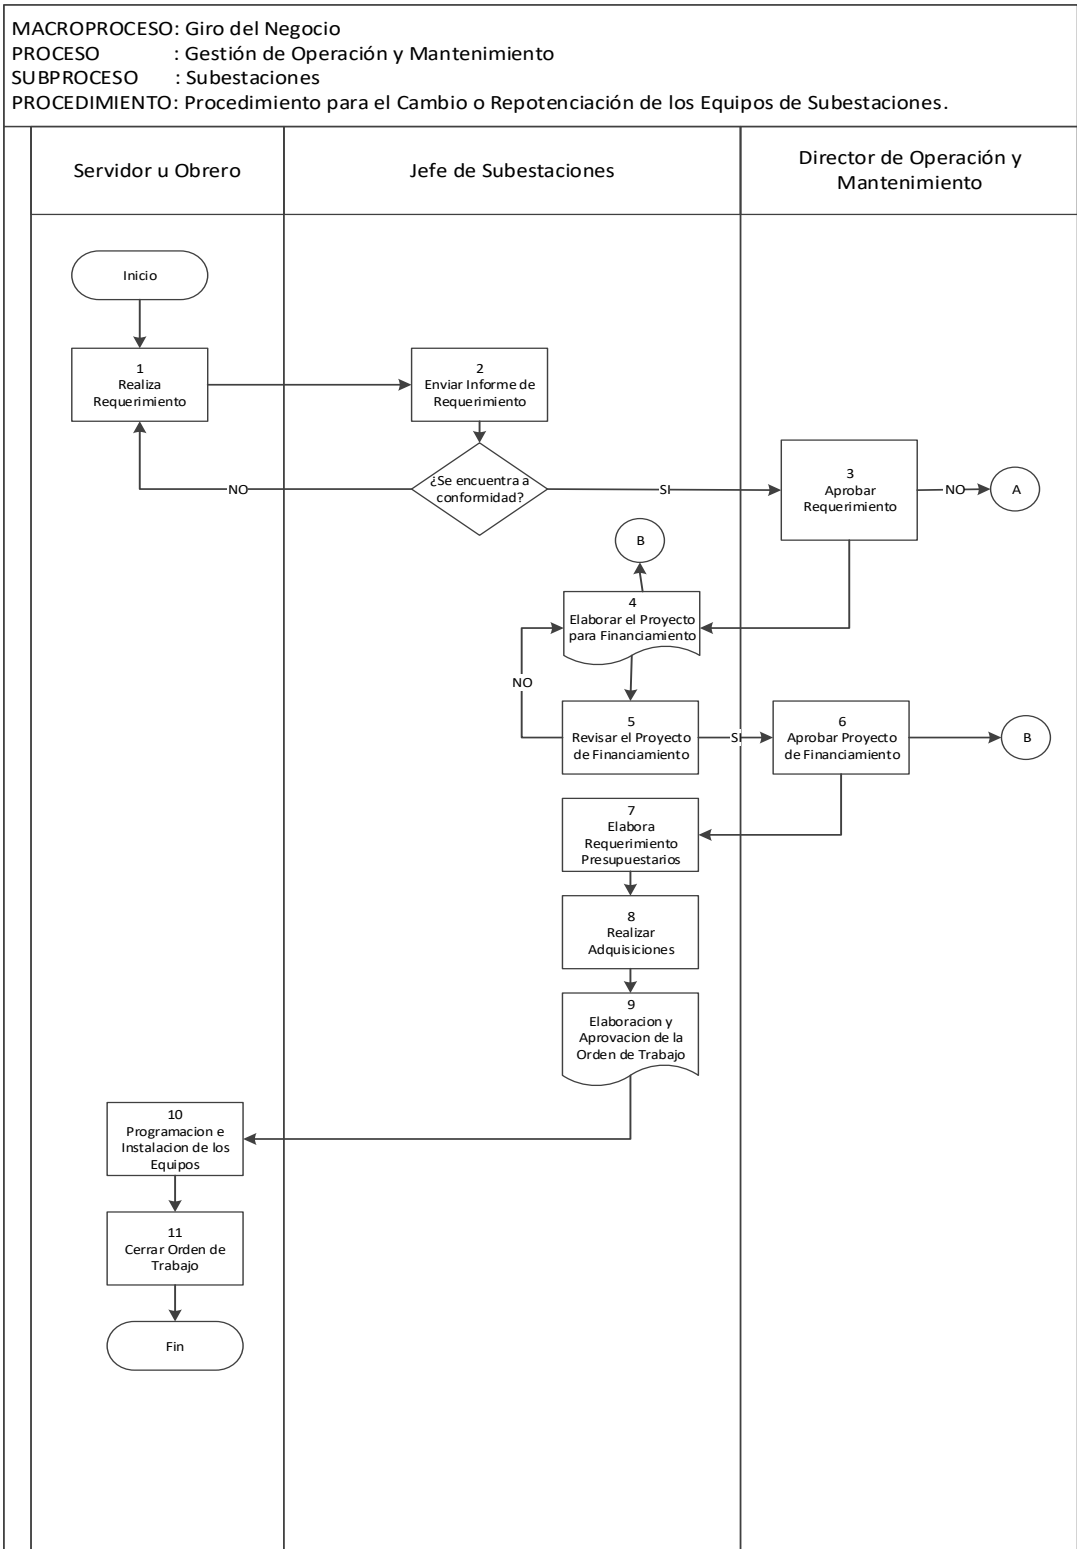 MACROPROCESO: Giro del Negocio
PROCESO : Gestión de Operación y Mantenimiento
SUBPROCESO : Subestaciones
PROCEDIMIENTO: Procedimiento para el Cambio o Repotenciación de los Equipos de Subestaciones.
Servidor u Obrero
Jefe de Subestaciones
Director de Operación y
Mantenimiento
Inicio
1
Realiza
Requerimiento
2
Enviar Informe de
Requerimiento
¿Se encuentra a
conformidad?
NO
SI
3
Aprobar
Requerimiento
NO
A
B
4
Elaborar el Proyecto
para Financiamiento
NO
5
Revisar el Proyecto
de Financiamiento
SI
6
Aprobar Proyecto
de Financiamiento
B
7
Elabora
Requerimiento
Presupuestarios
8
Realizar
Adquisiciones
9
Elaboracion y
Aprovacion de la
Orden de Trabajo
10
Programacion e
Instalacion de los
Equipos
11
Cerrar Orden de
Trabajo
Fin